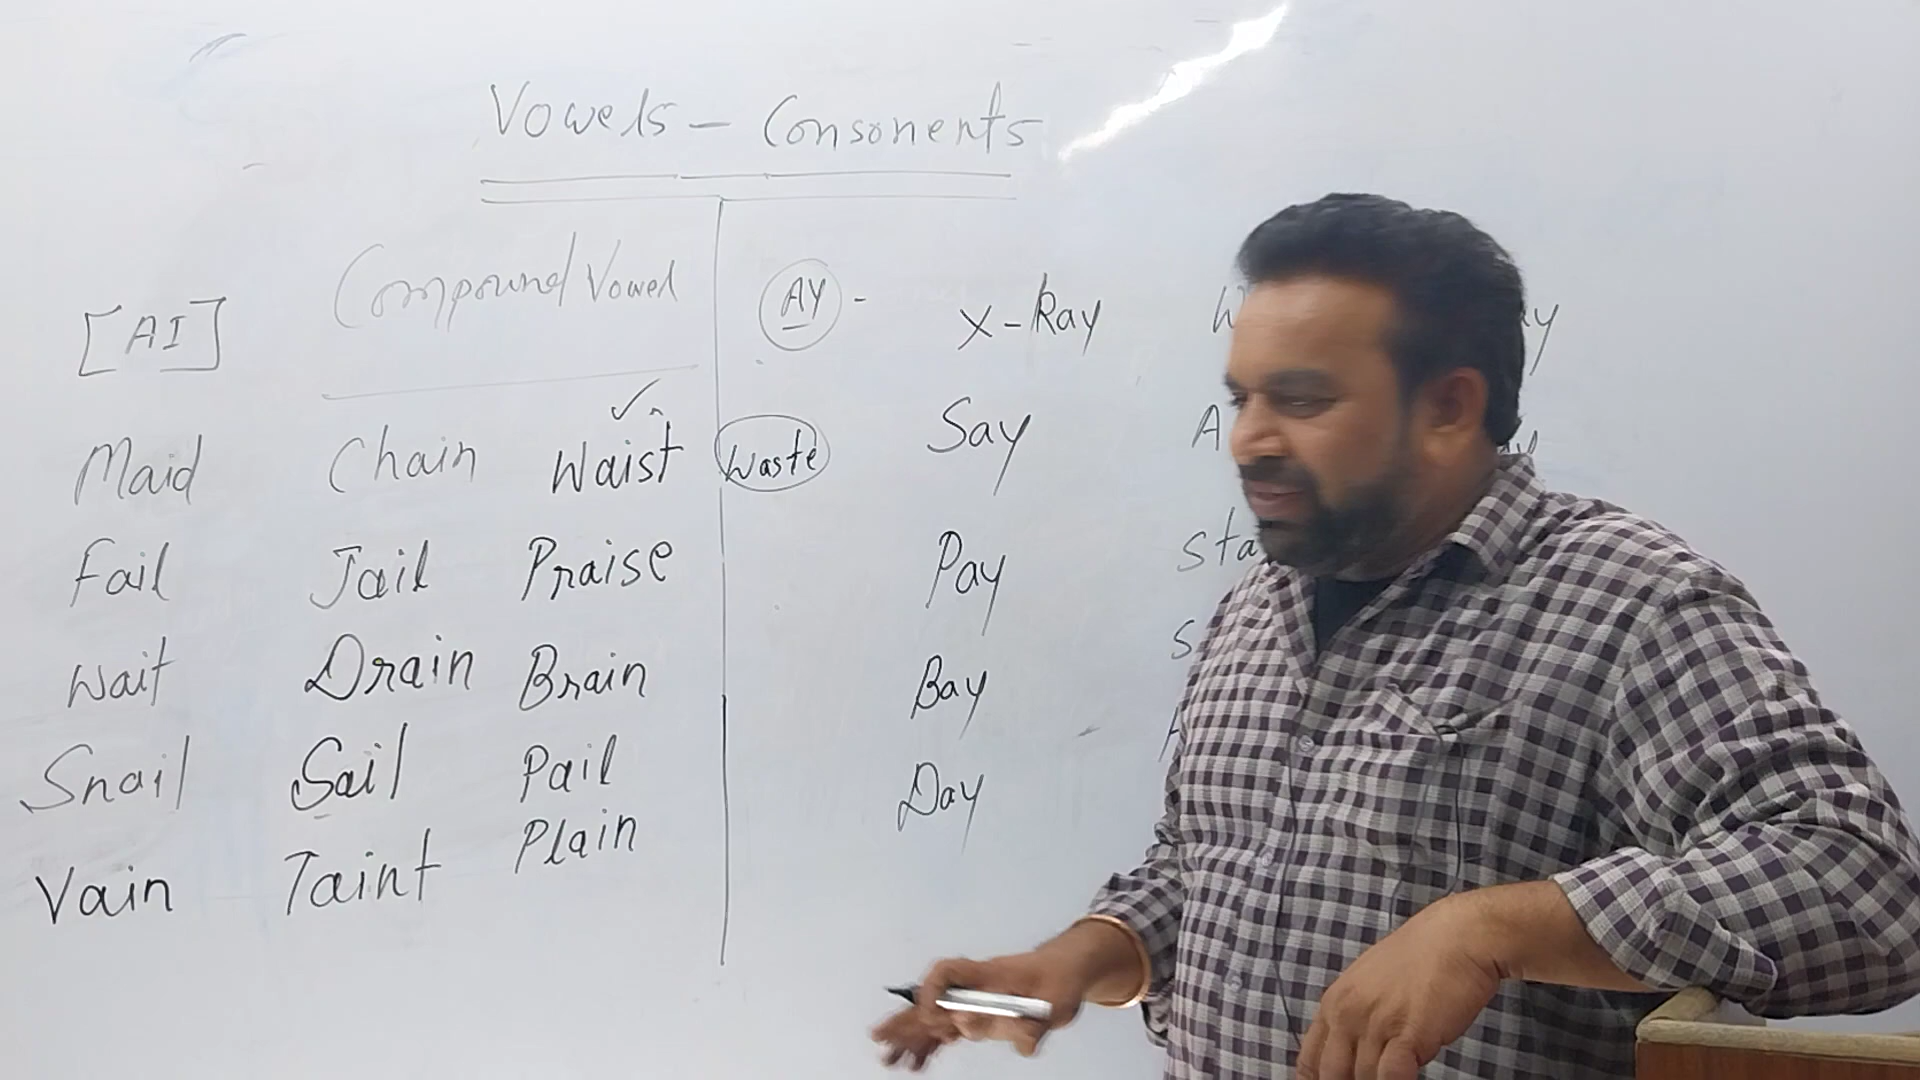 Vowels - Consonents
Compound Vowel
[AI]
Maid Chain Waist
Fail Jail Praise
Wait Drain Brain
Snail Sail Pail
Vain Taint Plain
AY - X-Ray
Waste Say
Pay
Bay
Day